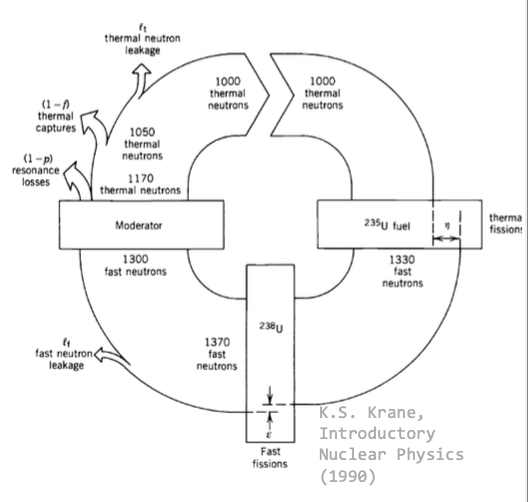 ℓt
thermal neutron
leakage
1000
thermal
neutrons
1000
thermal
neutrons
(1-f)
thermal
captures
1050
thermal
neutrons
(1-p)
resonance
losses
1170
thermal neutrons
Moderator
235U fuel
η
therma
fissions
1300
fast neutrons
1330
fast
neutrons
ℓf
fast neutron
leakage
1370
fast
neutrons
238U
ε
Fast
fissions
K.S. Krane,
Introductory
Nuclear Physics
(1990)